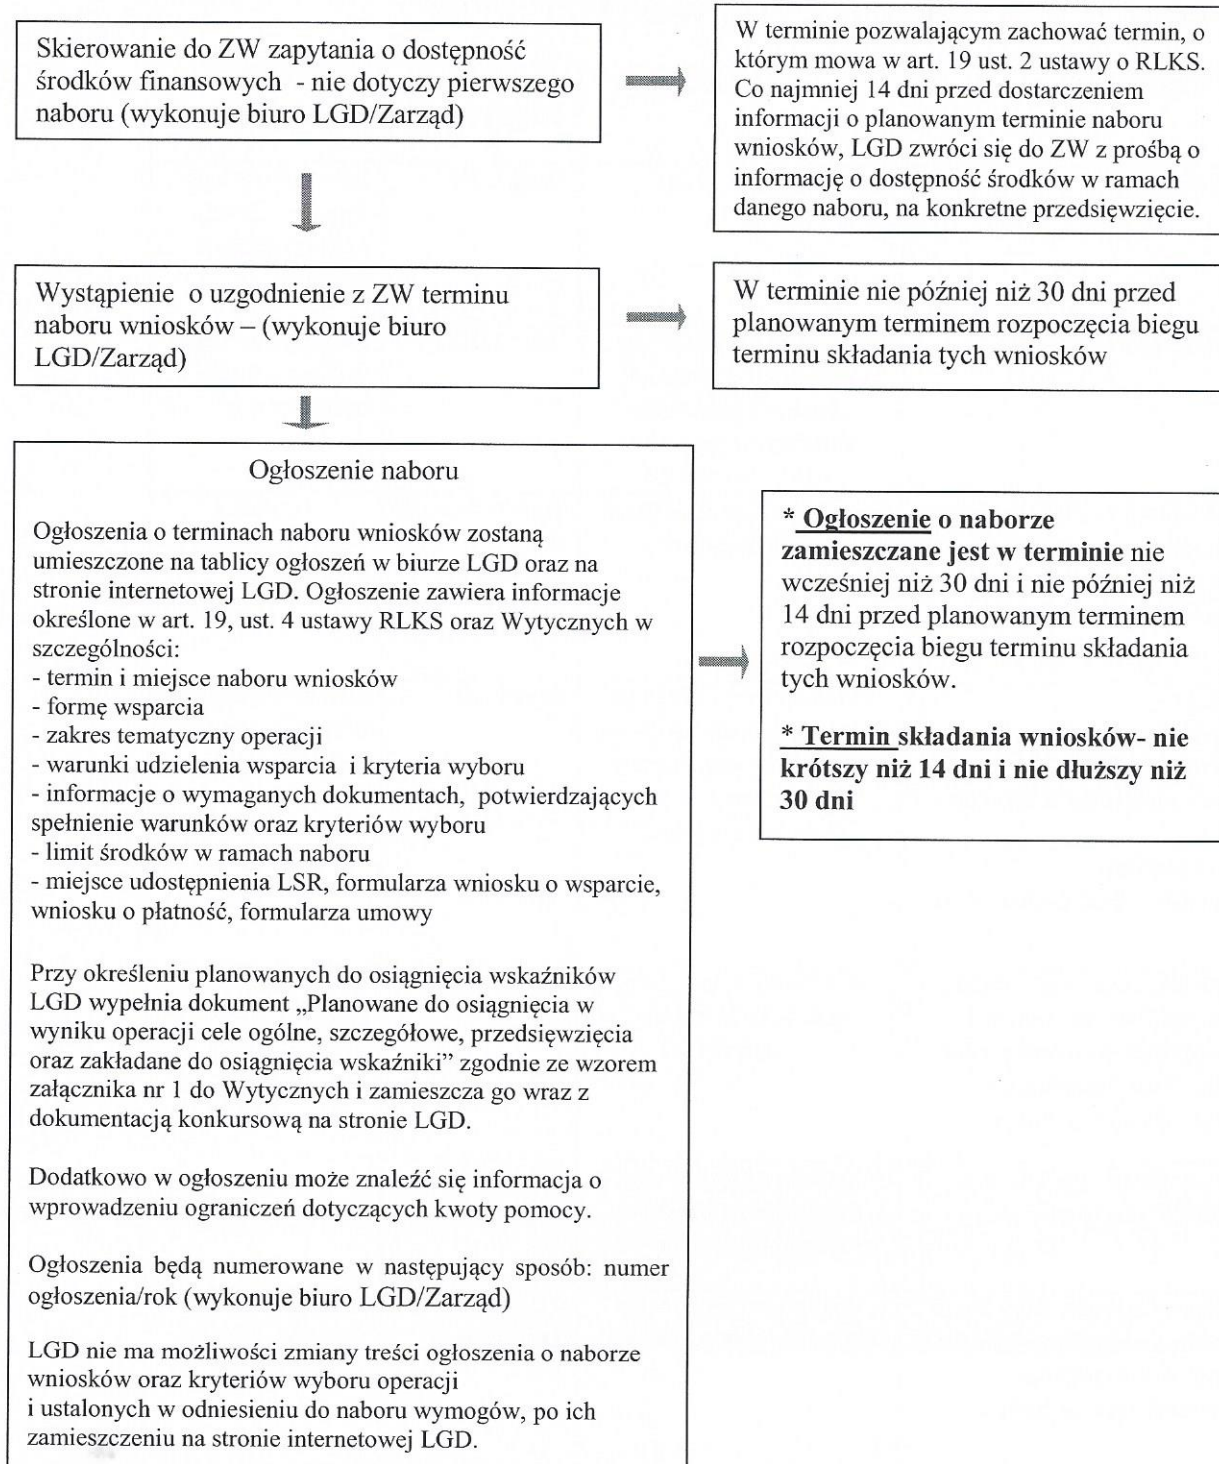 Skierowanie do ZW zapytania o dostępność
środków finansowych - nie dotyczy pierwszego
naboru (wykonuje biuro LGD/Zarząd)
W terminie pozwalającym zachować termin, o
którym mowa w art. 19 ust. 2 ustawy o RLKS.
Co najmniej 14 dni przed dostarczeniem
informacji o planowanym terminie naboru
wniosków, LGD zwróci się do ZW z prośbą o
informację o dostępność środków w ramach
danego naboru, na konkretne przedsięwzięcie.
Wystąpienie o uzgodnienie z ZW terminu
naboru wniosków – (wykonuje biuro
LGD/Zarząd)
W terminie nie później niż 30 dni przed
planowanym terminem rozpoczęcia biegu
terminu składania tych wniosków
Ogłoszenie naboru
Ogłoszenia o terminach naboru wniosków zostaną
umieszczone na tablicy ogłoszeń w biurze LGD oraz na
stronie internetowej LGD. Ogłoszenie zawiera informacje
określone w art. 19, ust. 4 ustawy RLKS oraz Wytycznych w
szczególności:
- termin i miejsce naboru wniosków
- formę wsparcia
- zakres tematyczny operacji
- warunki udzielenia wsparcia i kryteria wyboru
- informacje o wymaganych dokumentach, potwierdzających
spełnienie warunków oraz kryteriów wyboru
- limit środków w ramach naboru
- miejsce udostępnienia LSR, formularza wniosku o wsparcie,
wniosku o płatność, formularza umowy
Przy określeniu planowanych do osiągnięcia wskaźników
LGD wypełnia dokument „Planowane do osiągnięcia w
wyniku operacji cele ogólne, szczegółowe, przedsięwzięcia
oraz zakładane do osiągnięcia wskaźniki” zgodnie ze wzorem
załącznika nr 1 do Wytycznych i zamieszcza go wraz z
dokumentacją konkursową na stronie LGD.
Dodatkowo w ogłoszeniu może znaleźć się informacja o
wprowadzeniu ograniczeń dotyczących kwoty pomocy.
Ogłoszenia będą numerowane w następujący sposób: numer
ogłoszenia/rok (wykonuje biuro LGD/Zarząd)
LGD nie ma możliwości zmiany treści ogłoszenia o naborze
wniosków oraz kryteriów wyboru operacji
i ustalonych w odniesieniu do naboru wymogów, po ich
zamieszczeniu na stronie internetowej LGD.
* Ogłoszenie o naborze
zamieszczane jest w terminie nie
wcześniej niż 30 dni i nie później niż
14 dni przed planowanym terminem
rozpoczęcia biegu terminu składania
tych wniosków.
* Termin składania wniosków- nie
krótszy niż 14 dni i nie dłuższy niż
30 dni